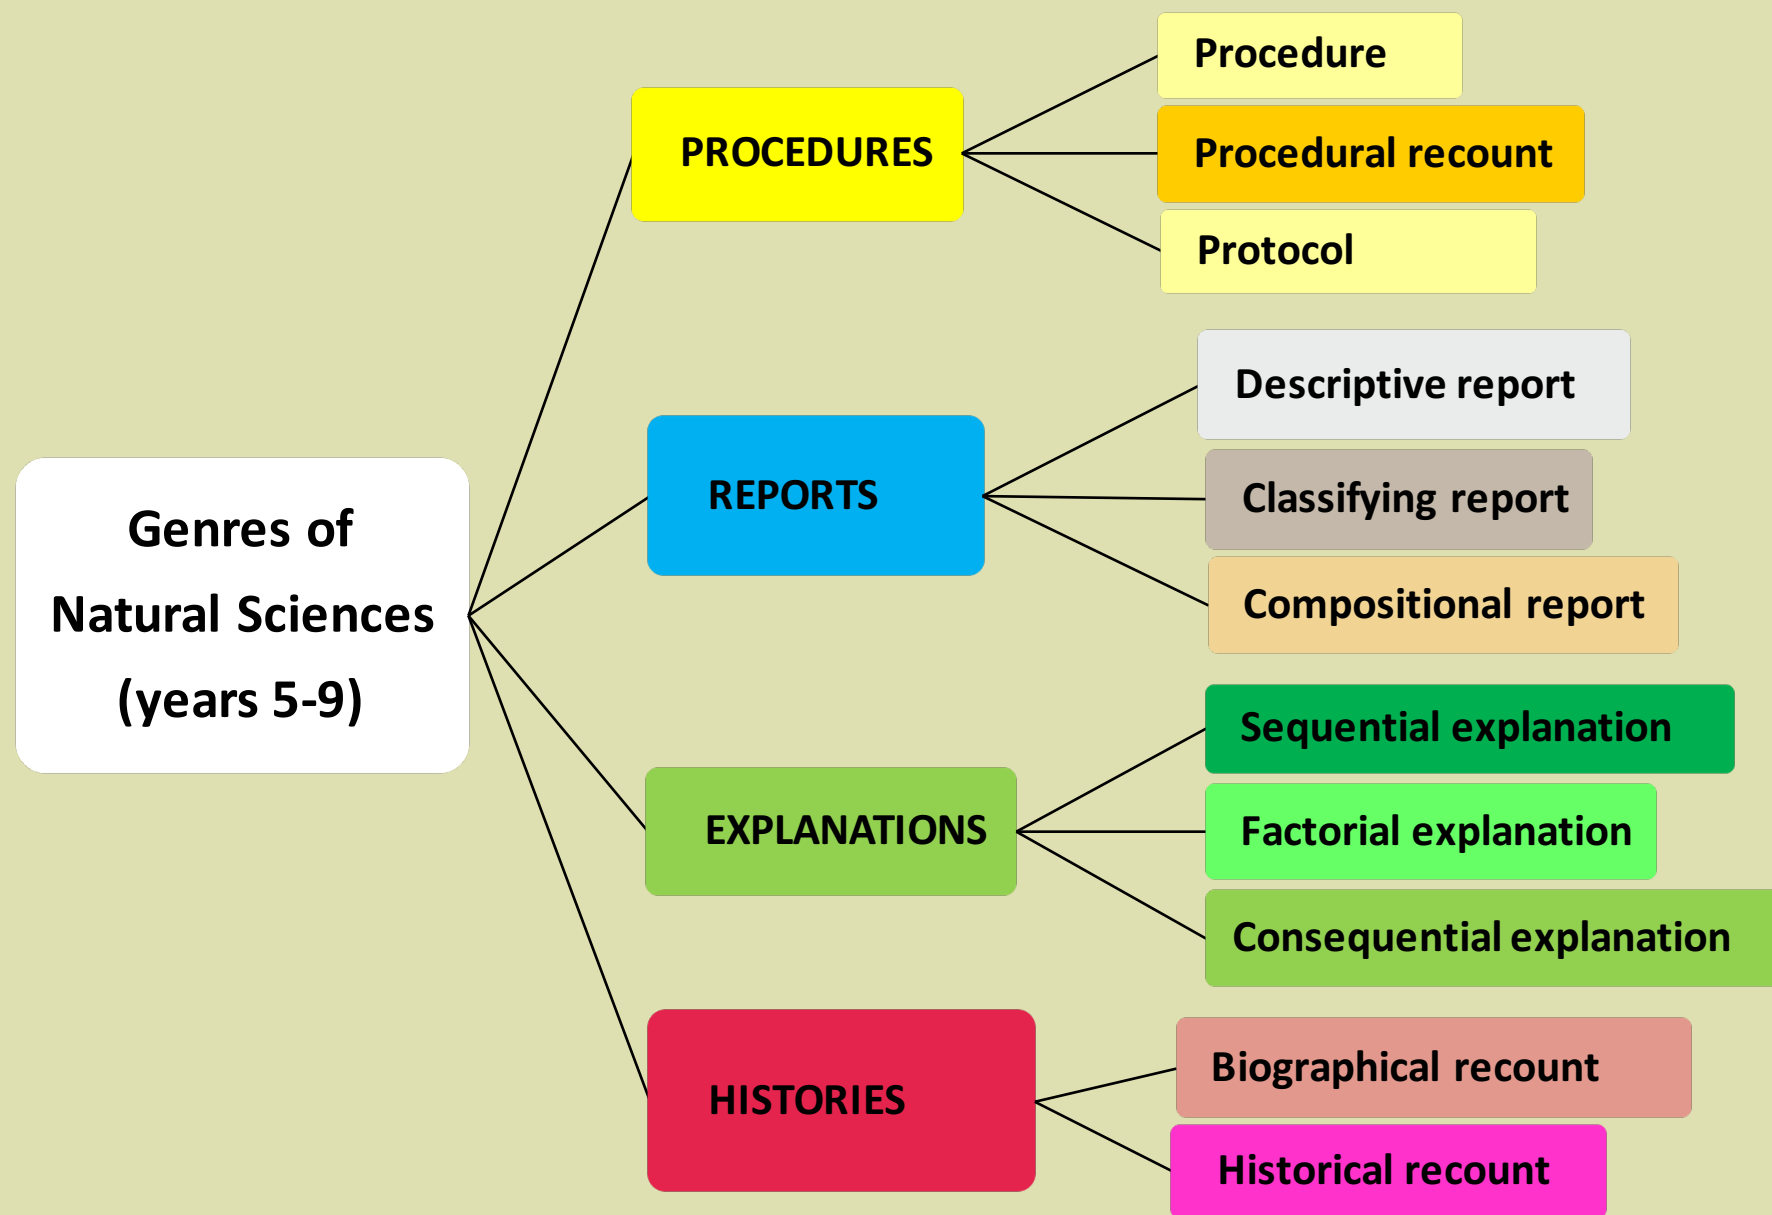 Genres of
Natural Sciences
(years 5-9)
PROCEDURES
Procedure
Procedural recount
Protocol
REPORTS
Descriptive report
Classifying report
Compositional report
EXPLANATIONS
Sequential explanation
Factorial explanation
Consequential explanation
HISTORIES
Biographical recount
Historical recount